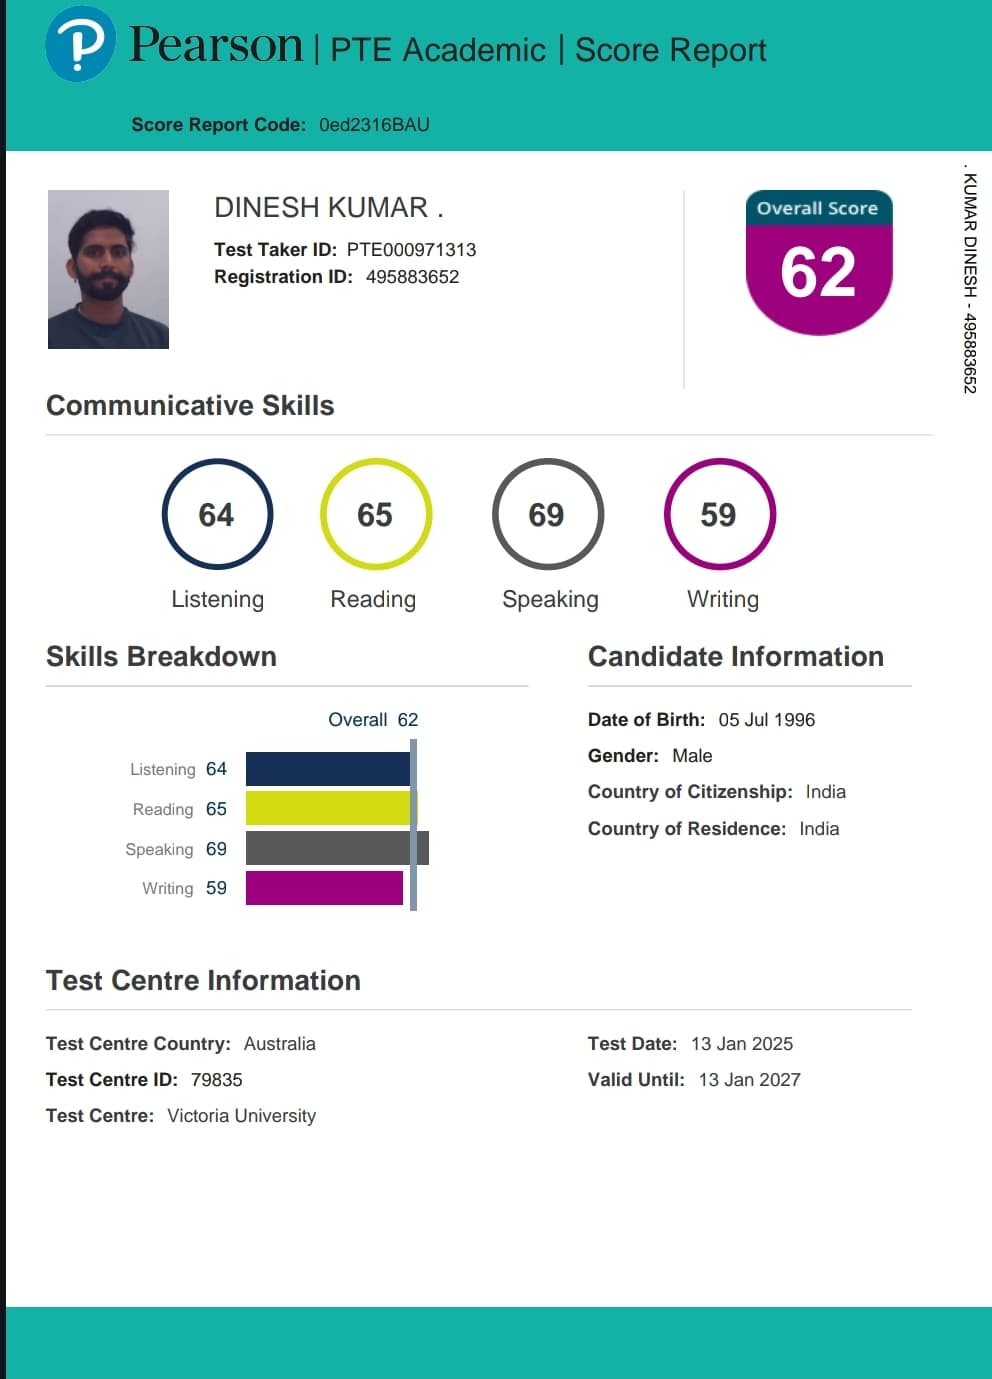 Pearson | PTE Academic | Score Report
Score Report Code: 0ed2316BAU
DINESH KUMAR .
Test Taker ID: PTE000971313
Registration ID: 495883652
Overall Score
62
. KUMAR DINESH - 495883652
Communicative Skills
64 65 69 59
Listening Reading Speaking Writing
Skills Breakdown
Overall 62
Listening 64
Reading 65
Speaking 69
Writing 59
Candidate Information
Date of Birth: 05 Jul 1996
Gender: Male
Country of Citizenship: India
Country of Residence: India
Test Centre Information
Test Centre Country: Australia
Test Centre ID: 79835
Test Centre: Victoria University
Test Date: 13 Jan 2025
Valid Until: 13 Jan 2027